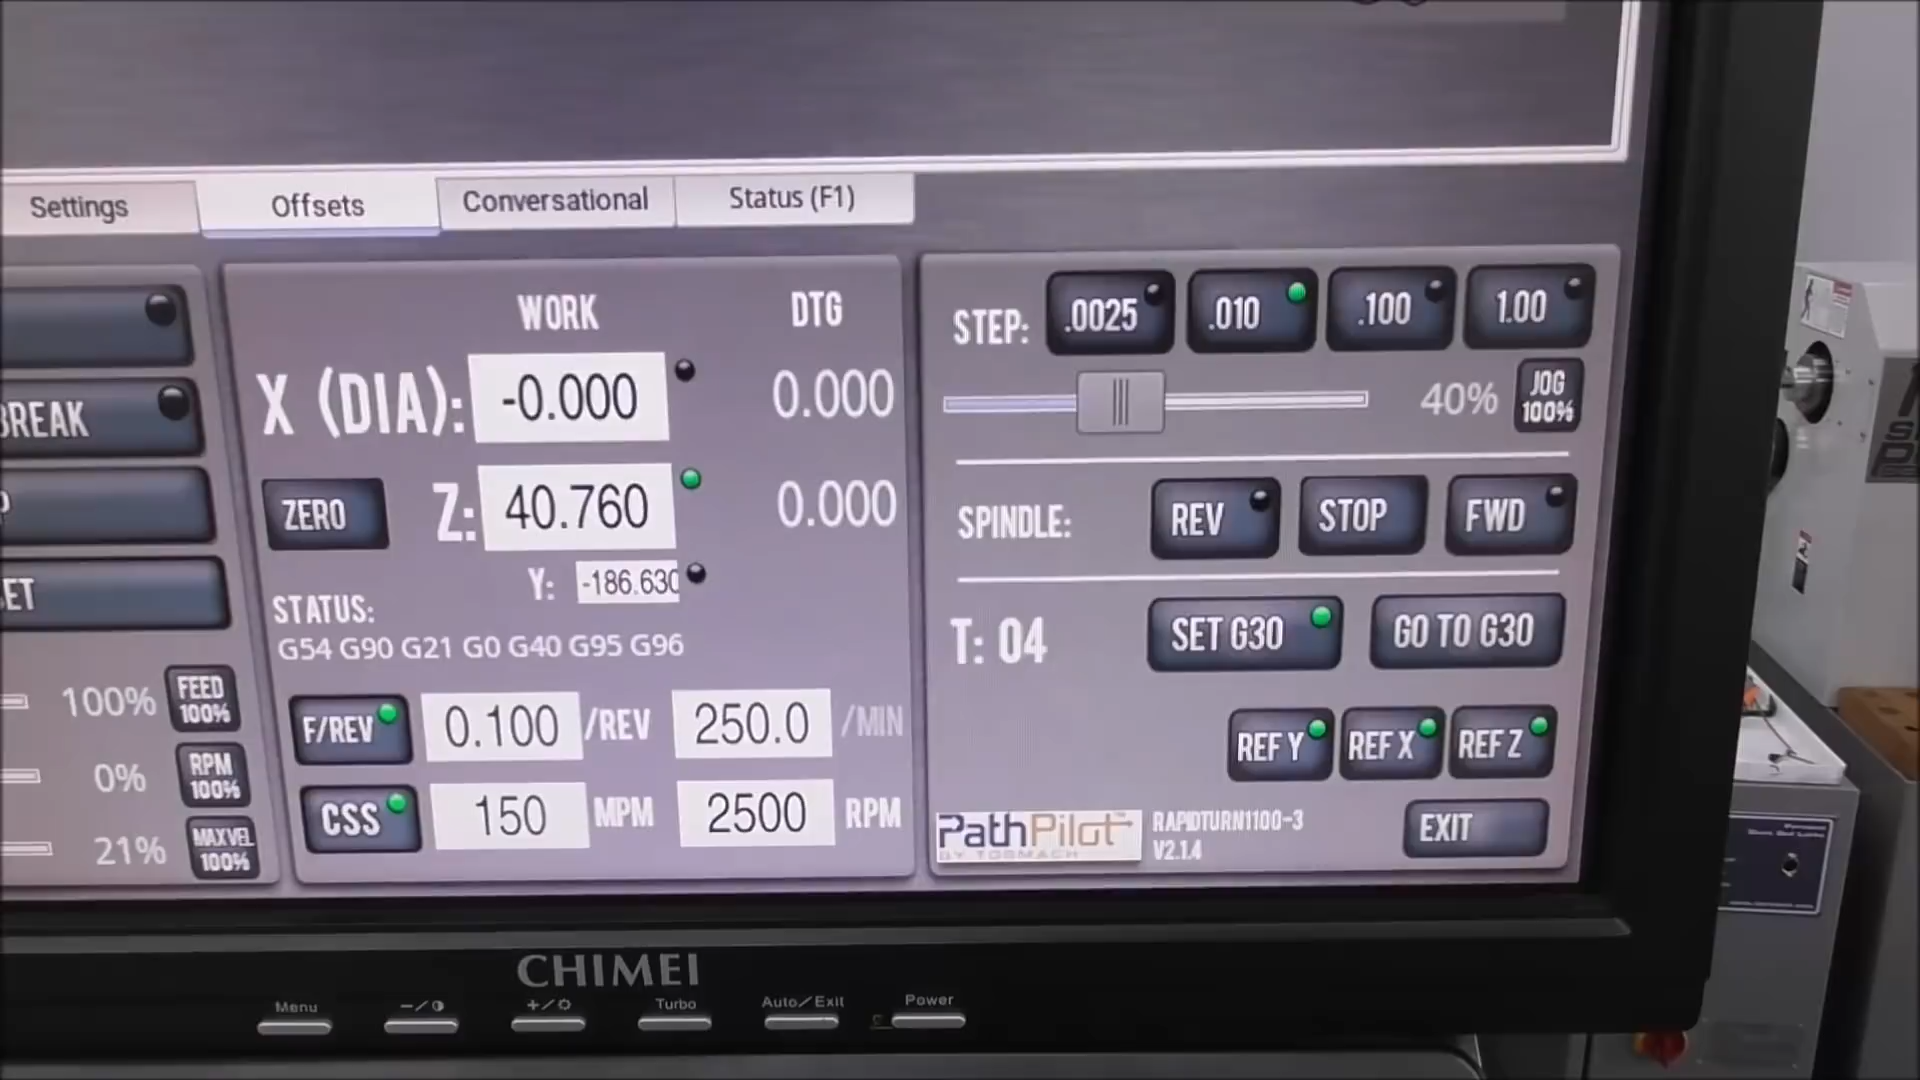 Settings Offsets Conversational Status (F1)
BREAK
ET
100% FEED 100%
0% RPM 100%
21% MAXVEL 100%
WORK DTG
X (DIA): -0.000 0.000
ZERO Z: 40.760 0.000
Y: -186.630
STATUS:
G54 G90 G21 G0 G40 G95 G96
F/REV 0.100 /REV 250.0 /MIN
CSS 150 MPM 2500 RPM
STEP: .0025 .010 .100 1.00
40% JOG 100%
SPINDLE: REV STOP FWD
T: 04 SET G30 GO TO G30
REF Y REF X REF Z
PathPilot
BY TORMACH
RAPIDTURN1100-3
V2.1.4
EXIT
CHIMEI
Menu Turbo Auto/Exit Power